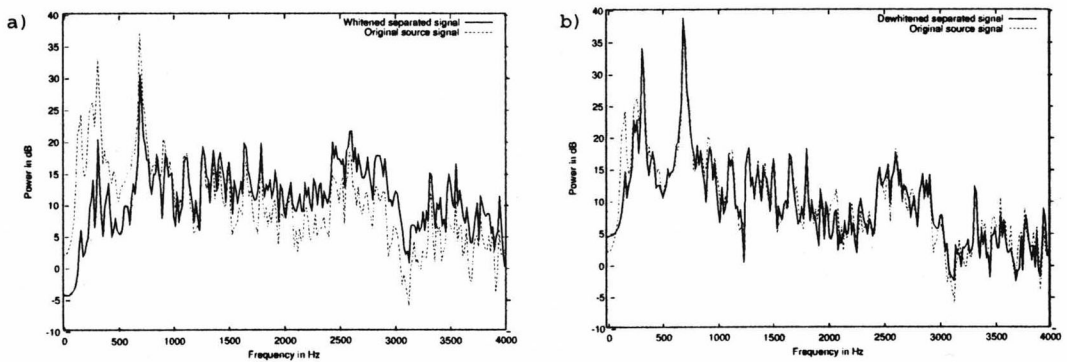 a)
40
35
30
25
20
15
10
5
0
-5
-10
Power in dB
Whitened separated signal
Original source signal
0 500 1000 1500 2000 2500 3000 3500 4000
Frequency in Hz
b)
40
35
30
25
20
15
10
5
0
-5
-10
Power in dB
Dewhitened separated signal
Original source signal
0 500 1000 1500 2000 2500 3000 3500 4000
Frequency in Hz